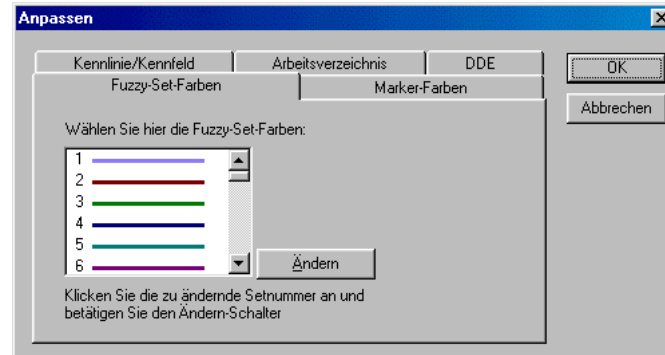 Anpassen
Kennlinie/Kennfeld
Arbeitsverzeichnis
DDE
Fuzzy-Set-Farben
Marker-Farben
OK
Abbrechen
Wählen Sie hier die Fuzzy-Set-Farben:
1
2
3
4
5
6
Ändern
Klicken Sie die zu ändernde Setnummer an und
betätigen Sie den Ändern-Schalter